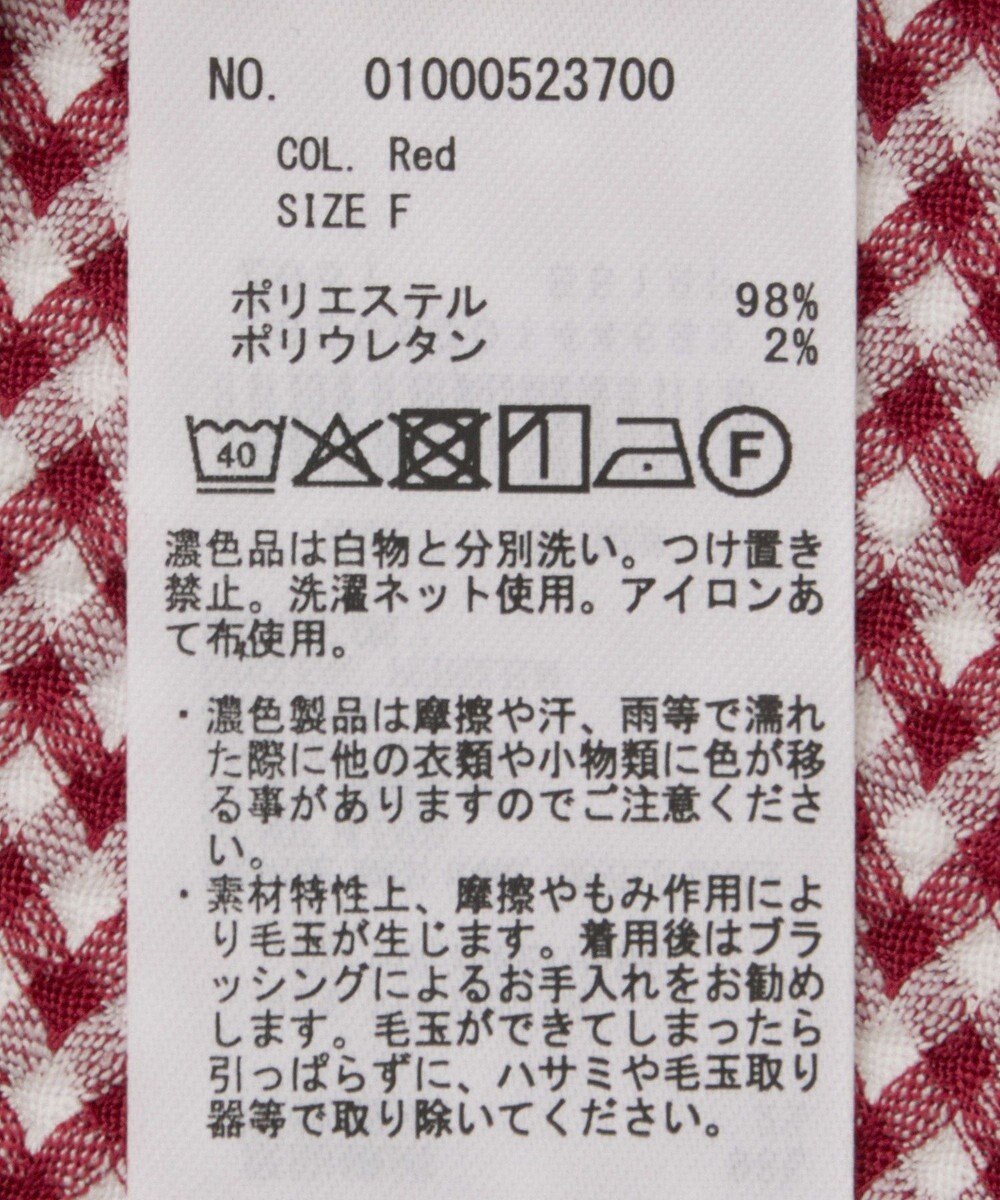 NO. 01000523700
COL. Red
SIZE F
ポリエステル 98%
ポリウレタン 2%
40 F
濃色品は白物と分別洗い。つけ置き
禁止。洗濯ネット使用。アイロンあ
て布使用。
・濃色製品は摩擦や汗、雨等で濡れ
た際に他の衣類や小物類に色が移
る事がありますのでご注意くださ
い。
・素材特性上、摩擦やもみ作用によ
り毛玉が生じます。着用後はブラ
ッシングによるお手入れをお勧め
します。毛玉ができてしまったら
引っぱらずに、ハサミや毛玉取り
器等で取り除いてください。